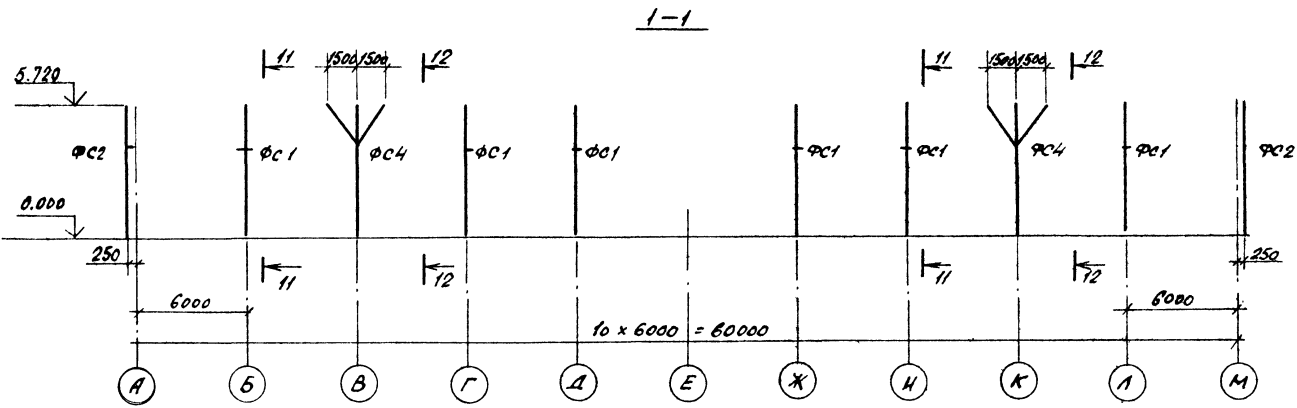 1-1
11 1500 1500 12 11 1500 1500 12
5.720
ФС2 ФС1 ФС4 ФС1 ФС1 ФС1 ФС1 ФС4 ФС1 ФС2
0.000
250 11 12 11 12 250
6000 6000
10 × 6000 = 60000
А Б В Г Д Е Ж И К Л М